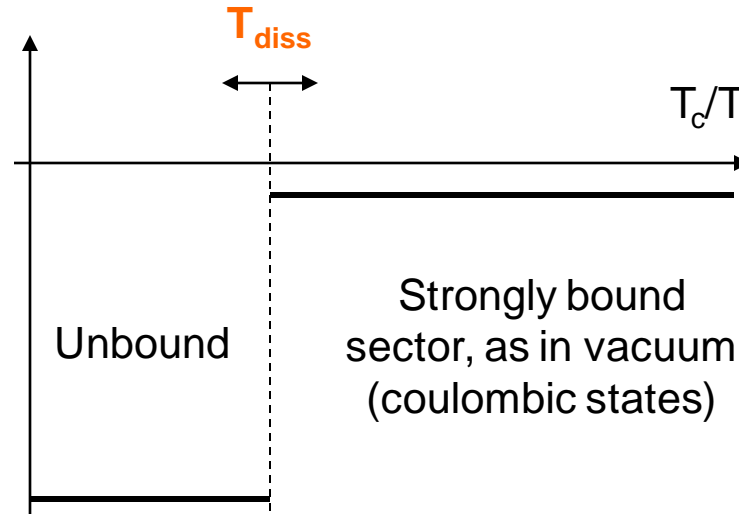 T_diss
T_c/T
Unbound
Strongly bound
sector, as in vacuum
(coulombic states)